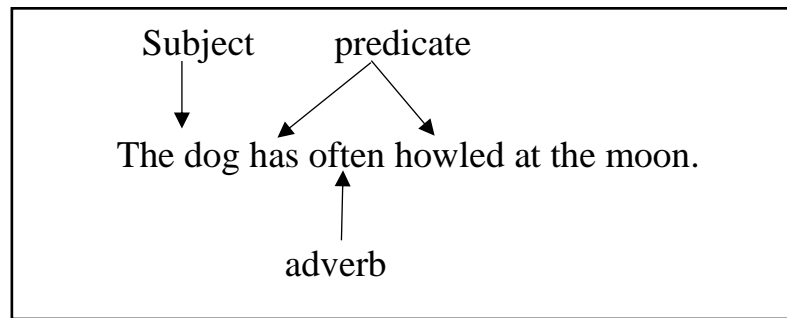 Subject predicate
The dog has often howled at the moon.
adverb